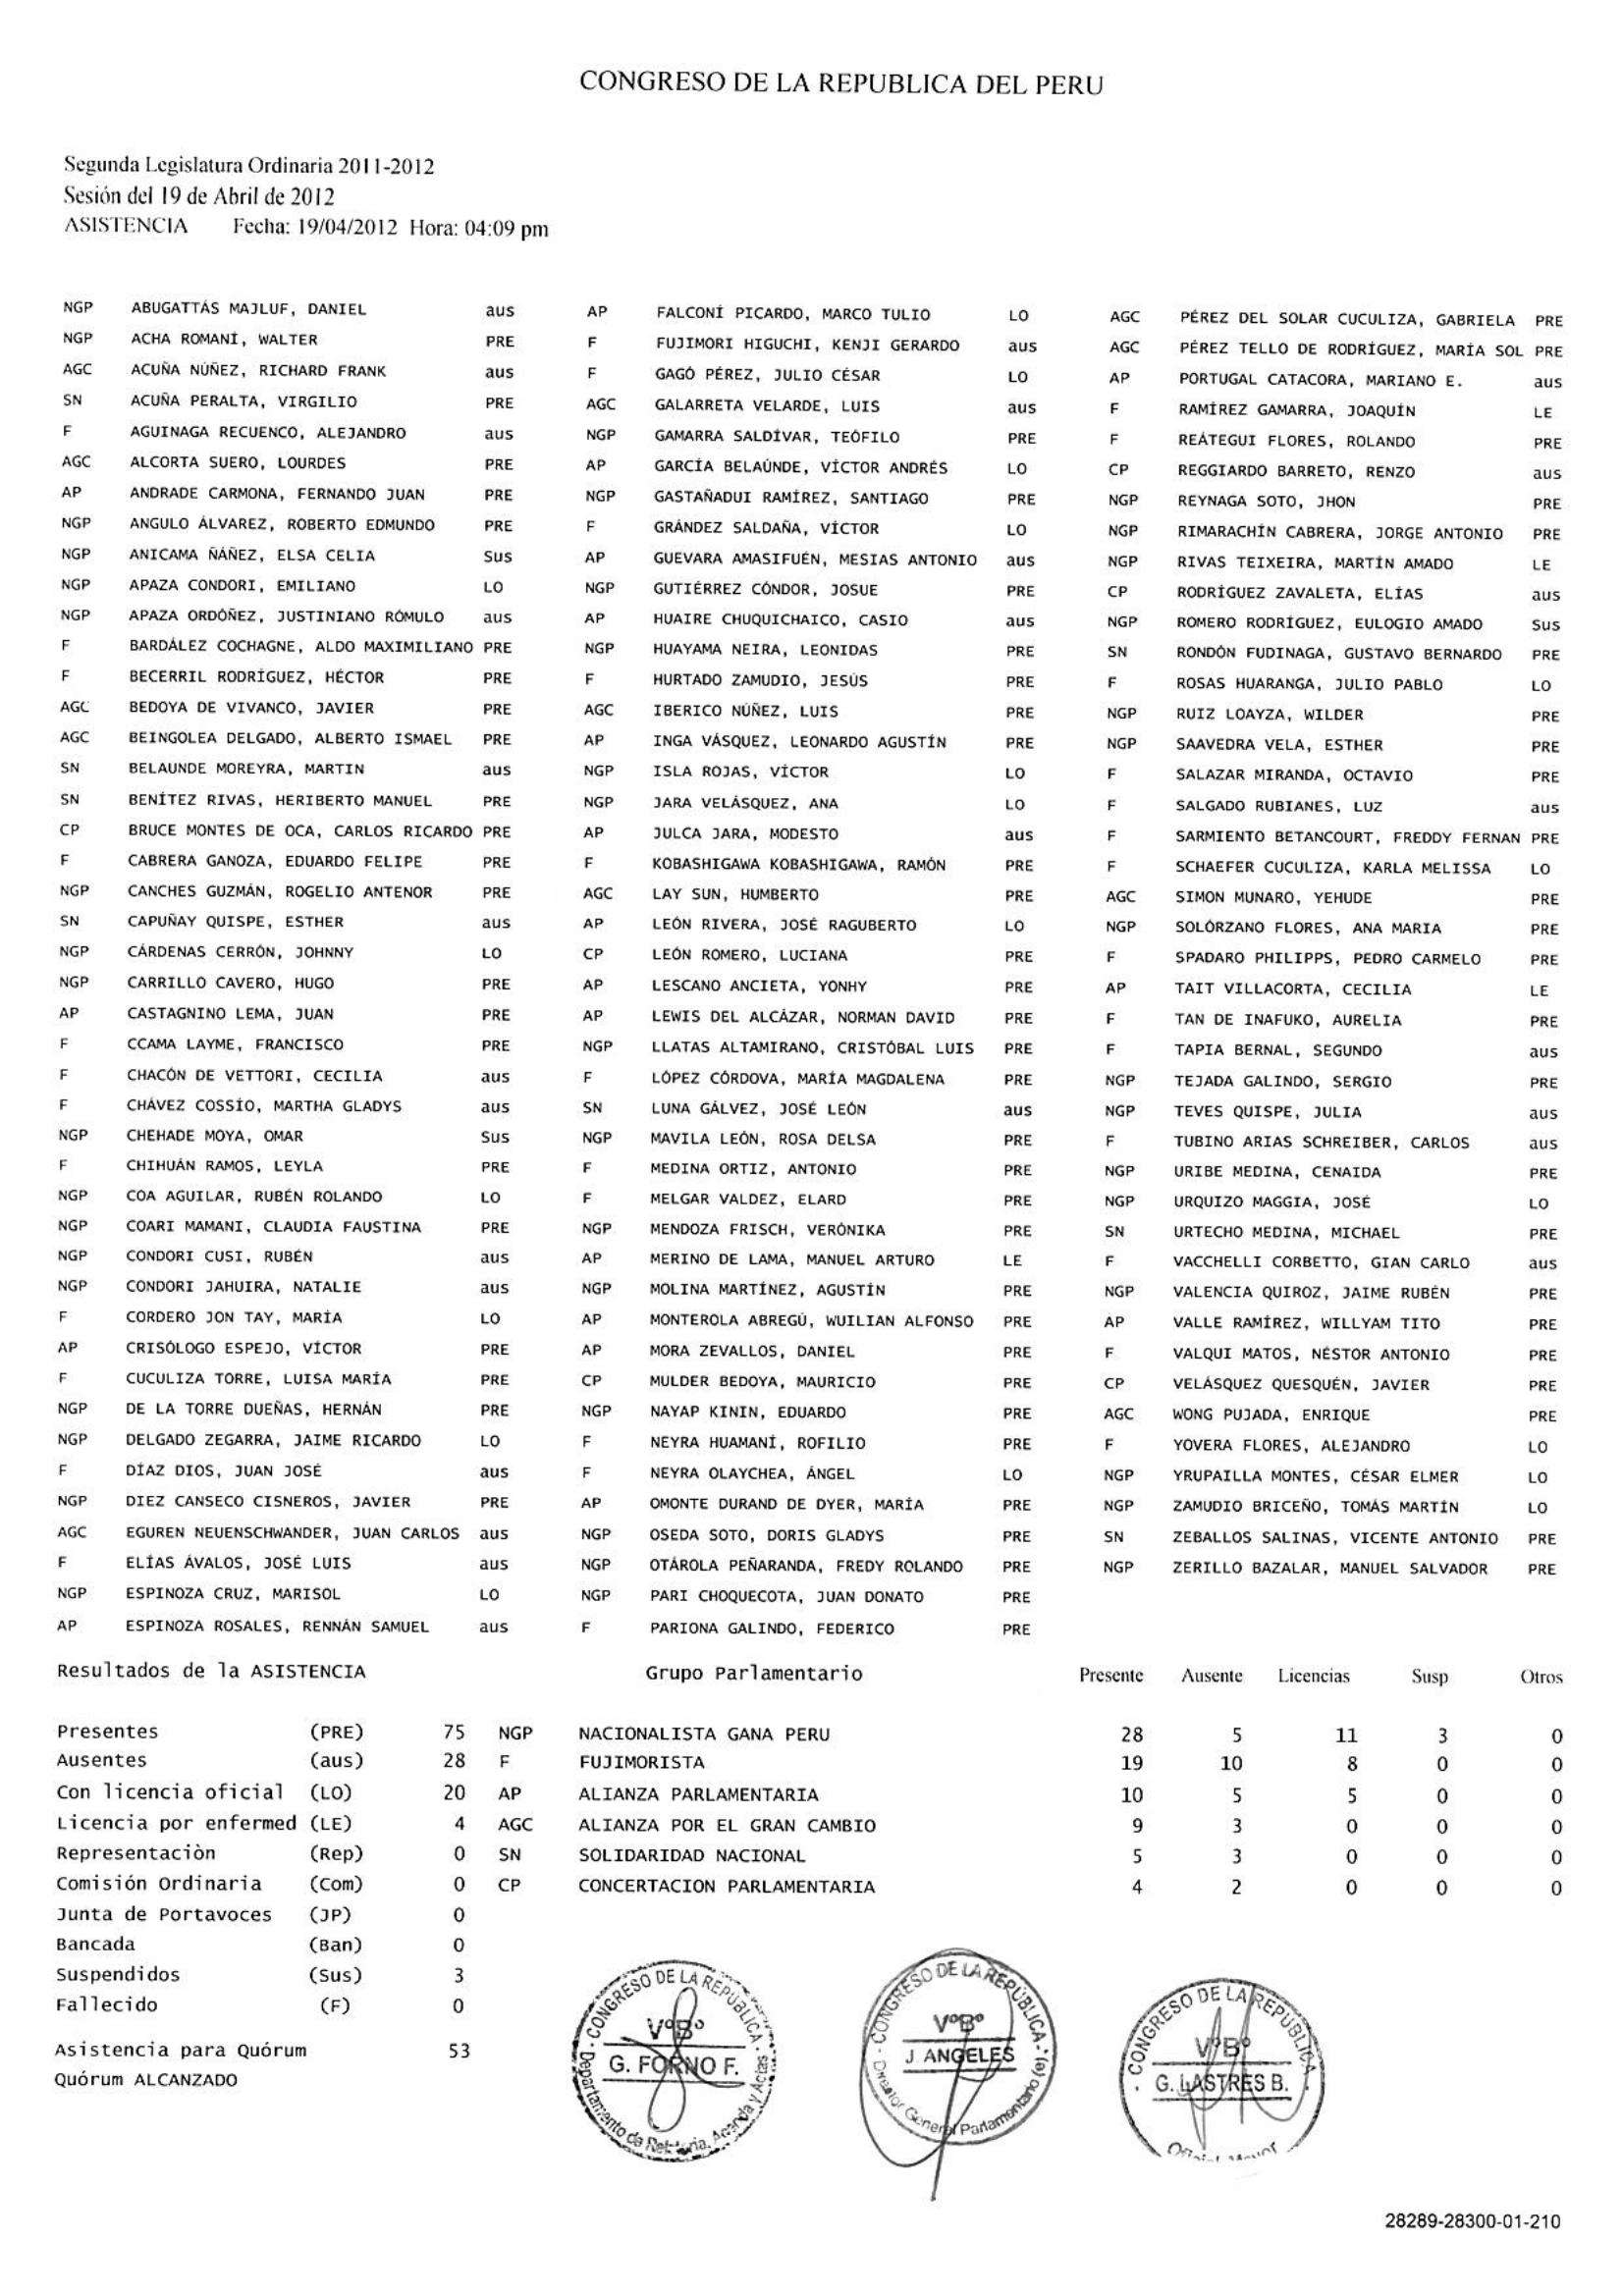 CONGRESO DE LA REPUBLICA DEL PERU
Segunda Legislatura Ordinaria 2011-2012
Sesión del 19 de Abril de 2012
ASISTENCIA Fecha: 19/04/2012 Hora: 04:09 pm
NGP ABUGATTÁS MAJLUF, DANIEL aus
NGP ACHA ROMANÍ, WALTER PRE
AGC ACUÑA NÚÑEZ, RICHARD FRANK aus
SN ACUÑA PERALTA, VIRGILIO PRE
F AGUINAGA RECUENCO, ALEJANDRO aus
AGC ALCORTA SUERO, LOURDES PRE
AP ANDRADE CARMONA, FERNANDO JUAN PRE
NGP ANGULO ÁLVAREZ, ROBERTO EDMUNDO PRE
NGP ANICAMA ÑÁÑEZ, ELSA CELIA Sus
NGP APAZA CONDORI, EMILIANO LO
NGP APAZA ORDÓÑEZ, JUSTINIANO RÓMULO aus
F BARDÁLEZ COCHAGNE, ALDO MAXIMILIANO PRE
F BECERRIL RODRÍGUEZ, HÉCTOR PRE
AGC BEDOYA DE VIVANCO, JAVIER PRE
AGC BEINGOLEA DELGADO, ALBERTO ISMAEL PRE
SN BELAUNDE MOREYRA, MARTIN aus
SN BENÍTEZ RIVAS, HERIBERTO MANUEL PRE
CP BRUCE MONTES DE OCA, CARLOS RICARDO PRE
F CABRERA GANOZA, EDUARDO FELIPE PRE
NGP CANCHES GUZMÁN, ROGELIO ANTENOR PRE
SN CAPUÑAY QUISPE, ESTHER aus
NGP CÁRDENAS CERRÓN, JOHNNY LO
NGP CARRILLO CAVERO, HUGO PRE
AP CASTAGNINO LEMA, JUAN PRE
F CCAMA LAYME, FRANCISCO PRE
F CHACÓN DE VETTORI, CECILIA aus
F CHÁVEZ COSSÍO, MARTHA GLADYS aus
NGP CHEHADE MOYA, OMAR Sus
F CHIHUÁN RAMOS, LEYLA PRE
NGP COA AGUILAR, RUBÉN ROLANDO LO
NGP COARI MAMANI, CLAUDIA FAUSTINA PRE
NGP CONDORI CUSI, RUBÉN aus
NGP CONDORI JAHUIRA, NATALIE aus
F CORDERO JON TAY, MARÍA LO
AP CRISÓLOGO ESPEJO, VÍCTOR PRE
F CUCULIZA TORRE, LUISA MARÍA PRE
NGP DE LA TORRE DUEÑAS, HERNÁN PRE
NGP DELGADO ZEGARRA, JAIME RICARDO LO
F DÍAZ DIOS, JUAN JOSÉ aus
NGP DIEZ CANSECO CISNEROS, JAVIER PRE
AGC EGUREN NEUENSCHWANDER, JUAN CARLOS aus
F ELÍAS ÁVALOS, JOSÉ LUIS aus
NGP ESPINOZA CRUZ, MARISOL LO
AP ESPINOZA ROSALES, RENNÁN SAMUEL aus
AP FALCONÍ PICARDO, MARCO TULIO LO
F FUJIMORI HIGUCHI, KENJI GERARDO aus
F GAGÓ PÉREZ, JULIO CÉSAR LO
AGC GALARRETA VELARDE, LUIS aus
NGP GAMARRA SALDÍVAR, TEÓFILO PRE
AP GARCÍA BELAÚNDE, VÍCTOR ANDRÉS LO
NGP GASTAÑADUI RAMÍREZ, SANTIAGO PRE
F GRÁNDEZ SALDAÑA, VÍCTOR LO
AP GUEVARA AMASIFUÉN, MESIAS ANTONIO aus
NGP GUTIÉRREZ CÓNDOR, JOSUE PRE
AP HUAIRE CHUQUICHAICO, CASIO aus
NGP HUAYAMA NEIRA, LEONIDAS PRE
F HURTADO ZAMUDIO, JESÚS PRE
AGC IBERICO NÚÑEZ, LUIS PRE
AP INGA VÁSQUEZ, LEONARDO AGUSTÍN PRE
NGP ISLA ROJAS, VÍCTOR LO
NGP JARA VELÁSQUEZ, ANA LO
AP JULCA JARA, MODESTO aus
F KOBASHIGAWA KOBASHIGAWA, RAMÓN PRE
AGC LAY SUN, HUMBERTO PRE
AP LEÓN RIVERA, JOSÉ RAGUBERTO LO
CP LEÓN ROMERO, LUCIANA PRE
AP LESCANO ANCIETA, YONHY PRE
AP LEWIS DEL ALCÁZAR, NORMAN DAVID PRE
NGP LLATAS ALTAMIRANO, CRISTÓBAL LUIS PRE
F LÓPEZ CÓRDOVA, MARÍA MAGDALENA PRE
SN LUNA GÁLVEZ, JOSÉ LEÓN aus
NGP MAVILA LEÓN, ROSA DELSA PRE
F MEDINA ORTIZ, ANTONIO PRE
F MELGAR VALDEZ, ELARD PRE
NGP MENDOZA FRISCH, VERÓNIKA PRE
AP MERINO DE LAMA, MANUEL ARTURO LE
NGP MOLINA MARTÍNEZ, AGUSTÍN PRE
AP MONTEROLA ABREGÚ, WUILIAN ALFONSO PRE
AP MORA ZEVALLOS, DANIEL PRE
CP MULDER BEDOYA, MAURICIO PRE
NGP NAYAP KININ, EDUARDO PRE
F NEYRA HUAMANÍ, ROFILIO PRE
F NEYRA OLAYCHEA, ÁNGEL LO
AP OMONTE DURAND DE DYER, MARÍA PRE
NGP OSEDA SOTO, DORIS GLADYS PRE
NGP OTÁROLA PEÑARANDA, FREDY ROLANDO PRE
NGP PARI CHOQUECOTA, JUAN DONATO PRE
F PARIONA GALINDO, FEDERICO PRE
AGC PÉREZ DEL SOLAR CUCULIZA, GABRIELA PRE
AGC PÉREZ TELLO DE RODRÍGUEZ, MARÍA SOL PRE
AP PORTUGAL CATACORA, MARIANO E. aus
F RAMÍREZ GAMARRA, JOAQUÍN LE
F REÁTEGUI FLORES, ROLANDO PRE
CP REGGIARDO BARRETO, RENZO aus
NGP REYNAGA SOTO, JHON PRE
NGP RIMARACHÍN CABRERA, JORGE ANTONIO PRE
NGP RIVAS TEIXEIRA, MARTÍN AMADO LE
CP RODRÍGUEZ ZAVALETA, ELÍAS aus
NGP ROMERO RODRÍGUEZ, EULOGIO AMADO Sus
SN RONDÓN FUDINAGA, GUSTAVO BERNARDO PRE
F ROSAS HUARANGA, JULIO PABLO LO
NGP RUIZ LOAYZA, WILDER PRE
NGP SAAVEDRA VELA, ESTHER PRE
F SALAZAR MIRANDA, OCTAVIO PRE
F SALGADO RUBIANES, LUZ aus
F SARMIENTO BETANCOURT, FREDDY FERNAN PRE
F SCHAEFER CUCULIZA, KARLA MELISSA LO
AGC SIMON MUNARO, YEHUDE PRE
NGP SOLÓRZANO FLORES, ANA MARIA PRE
F SPADARO PHILIPPS, PEDRO CARMELO PRE
AP TAIT VILLACORTA, CECILIA LE
F TAN DE INAFUKO, AURELIA PRE
F TAPIA BERNAL, SEGUNDO aus
NGP TEJADA GALINDO, SERGIO PRE
NGP TEVES QUISPE, JULIA aus
F TUBINO ARIAS SCHREIBER, CARLOS aus
NGP URIBE MEDINA, CENAIDA PRE
NGP URQUIZO MAGGIA, JOSÉ LO
SN URTECHO MEDINA, MICHAEL PRE
F VACCHELLI CORBETTO, GIAN CARLO aus
NGP VALENCIA QUIROZ, JAIME RUBÉN PRE
AP VALLE RAMÍREZ, WILLYAM TITO PRE
F VALQUI MATOS, NÉSTOR ANTONIO PRE
CP VELÁSQUEZ QUESQUÉN, JAVIER PRE
AGC WONG PUJADA, ENRIQUE PRE
F YOVERA FLORES, ALEJANDRO LO
NGP YRUPAILLA MONTES, CÉSAR ELMER LO
NGP ZAMUDIO BRICEÑO, TOMÁS MARTÍN LO
SN ZEBALLOS SALINAS, VICENTE ANTONIO PRE
NGP ZERILLO BAZALAR, MANUEL SALVADOR PRE
Resultados de la ASISTENCIA
Presentes (PRE) 75
Ausentes (aus) 28
Con licencia oficial (LO) 20
Licencia por enfermed (LE) 4
Representaciòn (Rep) 0
Comisión Ordinaria (Com) 0
Junta de Portavoces (JP) 0
Bancada (Ban) 0
Suspendidos (Sus) 3
Fallecido (F) 0
Asistencia para Quórum 53
Quórum ALCANZADO
Grupo Parlamentario Presente Ausente Licencias Susp Otros
NGP NACIONALISTA GANA PERU 28 5 11 3 0
F FUJIMORISTA 19 10 8 0 0
AP ALIANZA PARLAMENTARIA 10 5 5 0 0
AGC ALIANZA POR EL GRAN CAMBIO 9 3 0 0 0
SN SOLIDARIDAD NACIONAL 5 3 0 0 0
CP CONCERTACION PARLAMENTARIA 4 2 0 0 0
CONGRESO DE LA REPÚBLICA
V°B°
G. FORNO F.
Departamento de Relatoría, Agenda y Actas
CONGRESO DE LA REPÚBLICA
V°B°
J. ANGELES
Director General Parlamentario (e)
CONGRESO DE LA REPÚBLICA
V°B°
G. LASTRES B.
Oficial Mayor
28289-28300-01-210